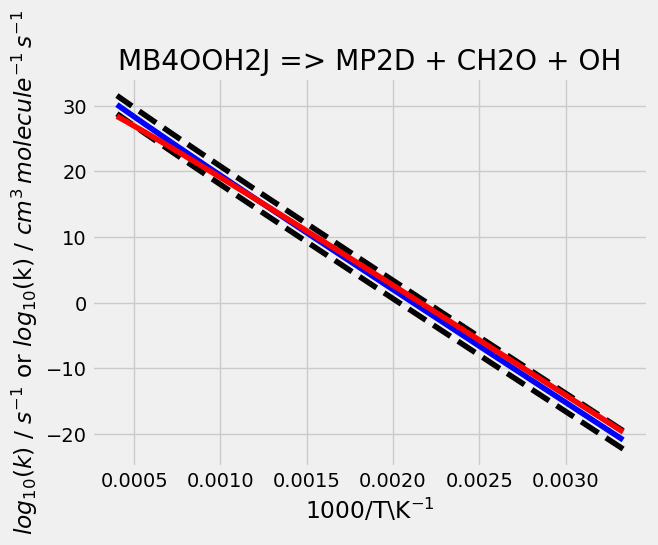 MB4OOH2J => MP2D + CH2O + OH
log₁₀(k) / s⁻¹ or log₁₀(k) / cm³ molecule⁻¹ s⁻¹
30
20
10
0
−10
−20
0.0005 0.0010 0.0015 0.0020 0.0025 0.0030
1000/T\K⁻¹